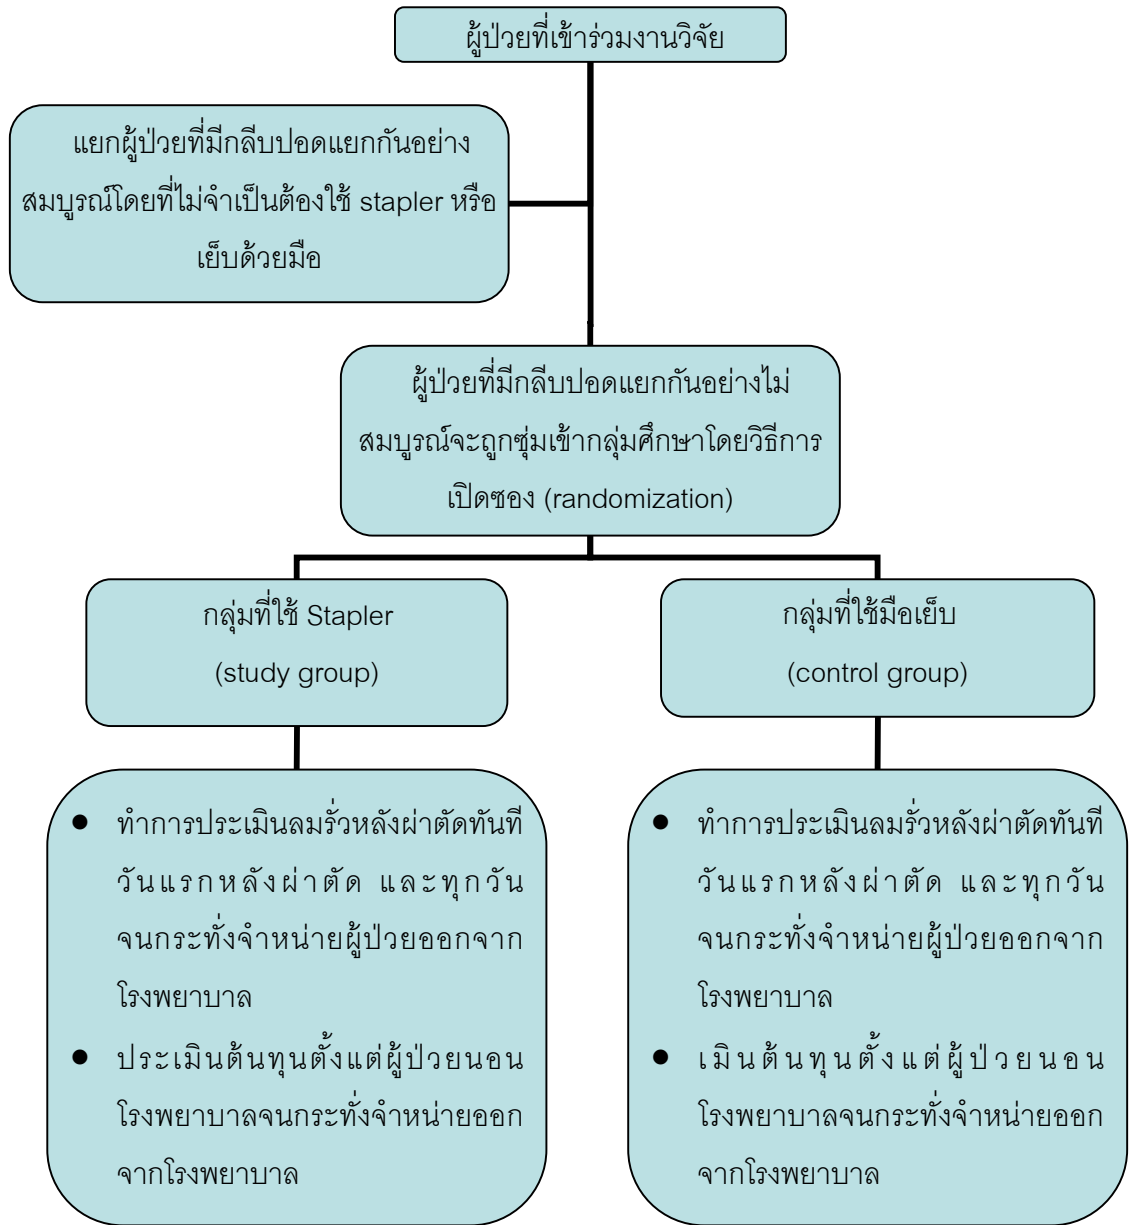 ผู้ป่วยที่เข้าร่วมงานวิจัย
แยกผู้ป่วยที่มีกลีบปอดแยกกันอย่าง
สมบูรณ์โดยที่ไม่จำเป็นต้องใช้ stapler หรือ
เย็บด้วยมือ
ผู้ป่วยที่มีกลีบปอดแยกกันอย่างไม่
สมบูรณ์จะถูกซุ่มเข้ากลุ่มศึกษาโดยวิธีการ
เปิดซอง (randomization)
กลุ่มที่ใช้ Stapler
(study group)
กลุ่มที่ใช้มือเย็บ
(control group)
● ทำการประเมินลมรั่วหลังผ่าตัดทันที
วันแรกหลังผ่าตัด และทุกวัน
จนกระทั่งจำหน่ายผู้ป่วยออกจาก
โรงพยาบาล
● ประเมินต้นทุนตั้งแต่ผู้ป่วยนอน
โรงพยาบาลจนกระทั่งจำหน่ายออก
จากโรงพยาบาล
● ทำการประเมินลมรั่วหลังผ่าตัดทันที
วันแรกหลังผ่าตัด และทุกวัน
จนกระทั่งจำหน่ายผู้ป่วยออกจาก
โรงพยาบาล
● เมินต้นทุนตั้งแต่ผู้ป่วยนอน
โรงพยาบาลจนกระทั่งจำหน่ายออก
จากโรงพยาบาล